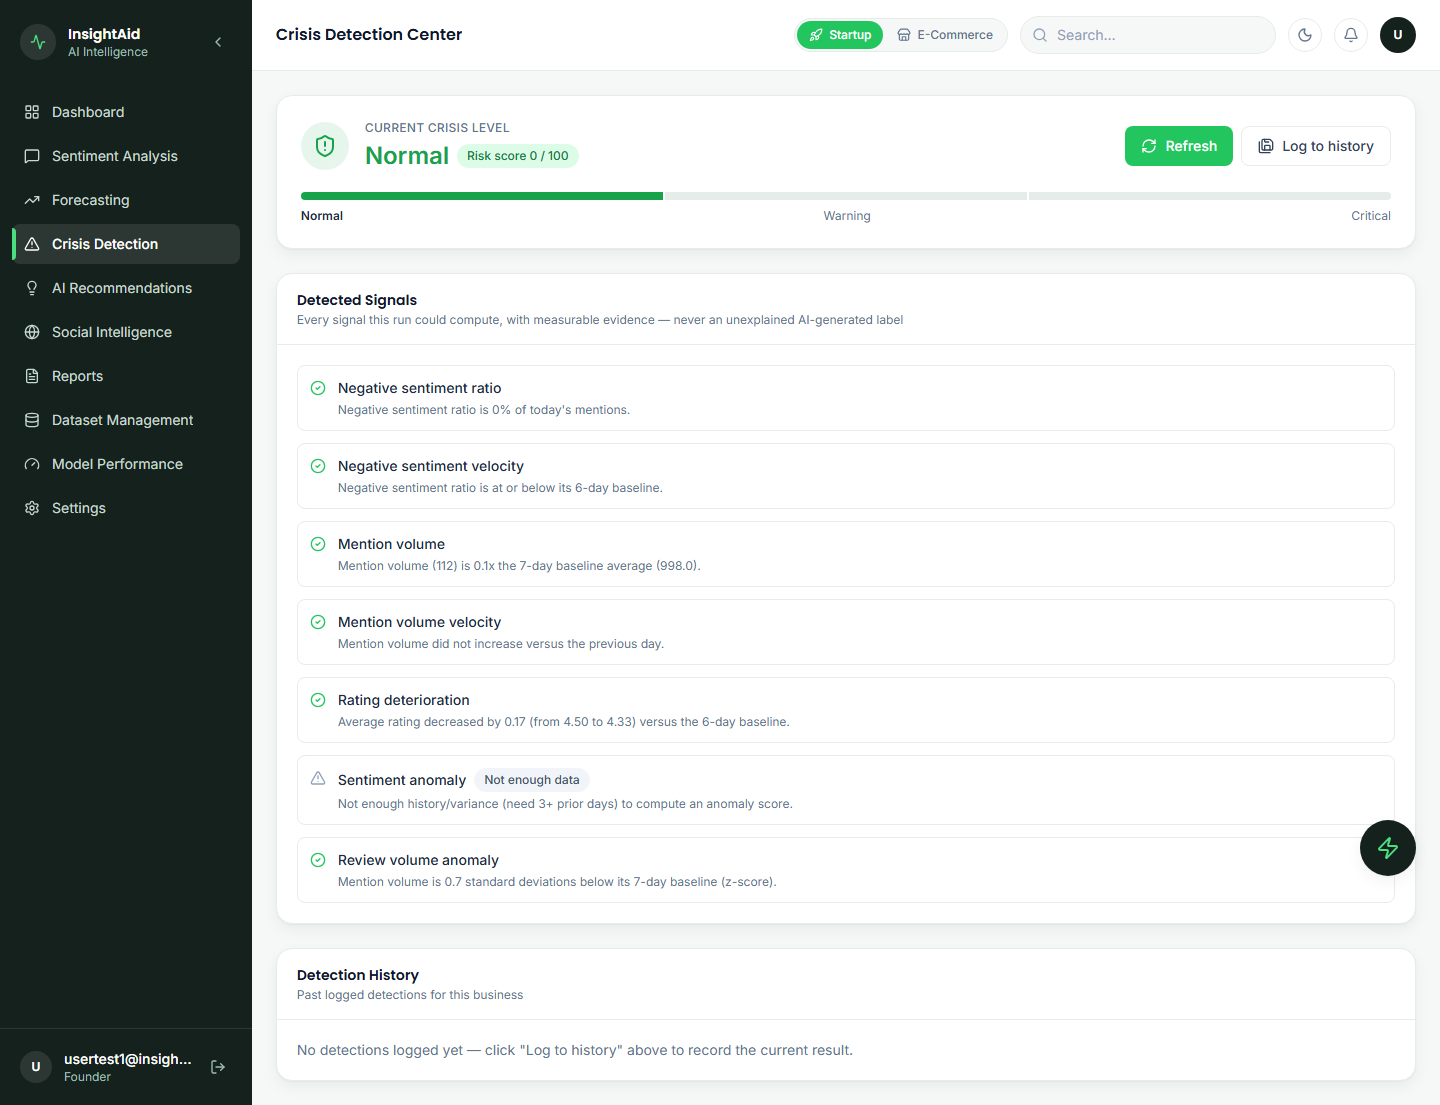 InsightAid
AI Intelligence
Dashboard
Sentiment Analysis
Forecasting
Crisis Detection
AI Recommendations
Social Intelligence
Reports
Dataset Management
Model Performance
Settings
U
usertest1@insigh...
Founder
Crisis Detection Center
Startup
E-Commerce
Search...
U
CURRENT CRISIS LEVEL
Normal
Risk score 0 / 100
Refresh
Log to history
Normal
Warning
Critical
Detected Signals
Every signal this run could compute, with measurable evidence — never an unexplained AI-generated label
Negative sentiment ratio
Negative sentiment ratio is 0% of today's mentions.
Negative sentiment velocity
Negative sentiment ratio is at or below its 6-day baseline.
Mention volume
Mention volume (112) is 0.1x the 7-day baseline average (998.0).
Mention volume velocity
Mention volume did not increase versus the previous day.
Rating deterioration
Average rating decreased by 0.17 (from 4.50 to 4.33) versus the 6-day baseline.
Sentiment anomaly
Not enough data
Not enough history/variance (need 3+ prior days) to compute an anomaly score.
Review volume anomaly
Mention volume is 0.7 standard deviations below its 7-day baseline (z-score).
Detection History
Past logged detections for this business
No detections logged yet — click "Log to history" above to record the current result.